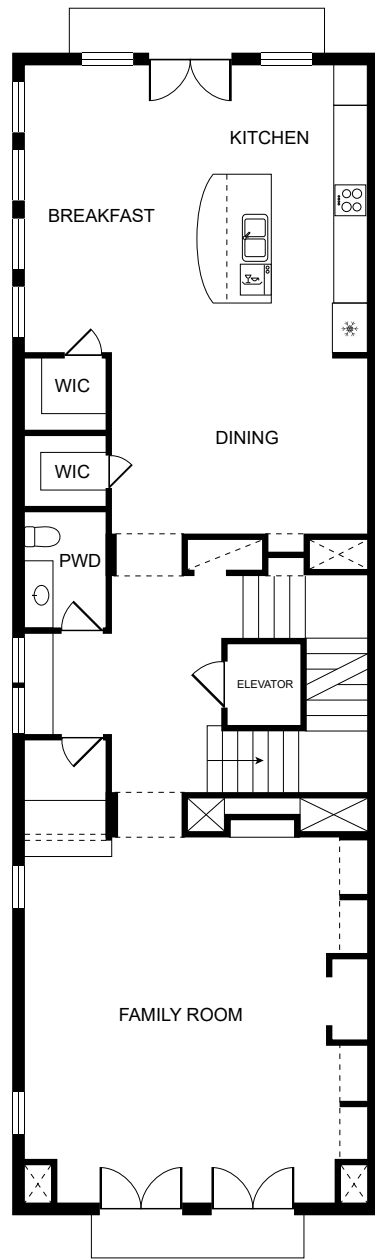 KITCHEN
BREAKFAST
WIC
DINING
WIC
PWD
ELEVATOR
FAMILY ROOM